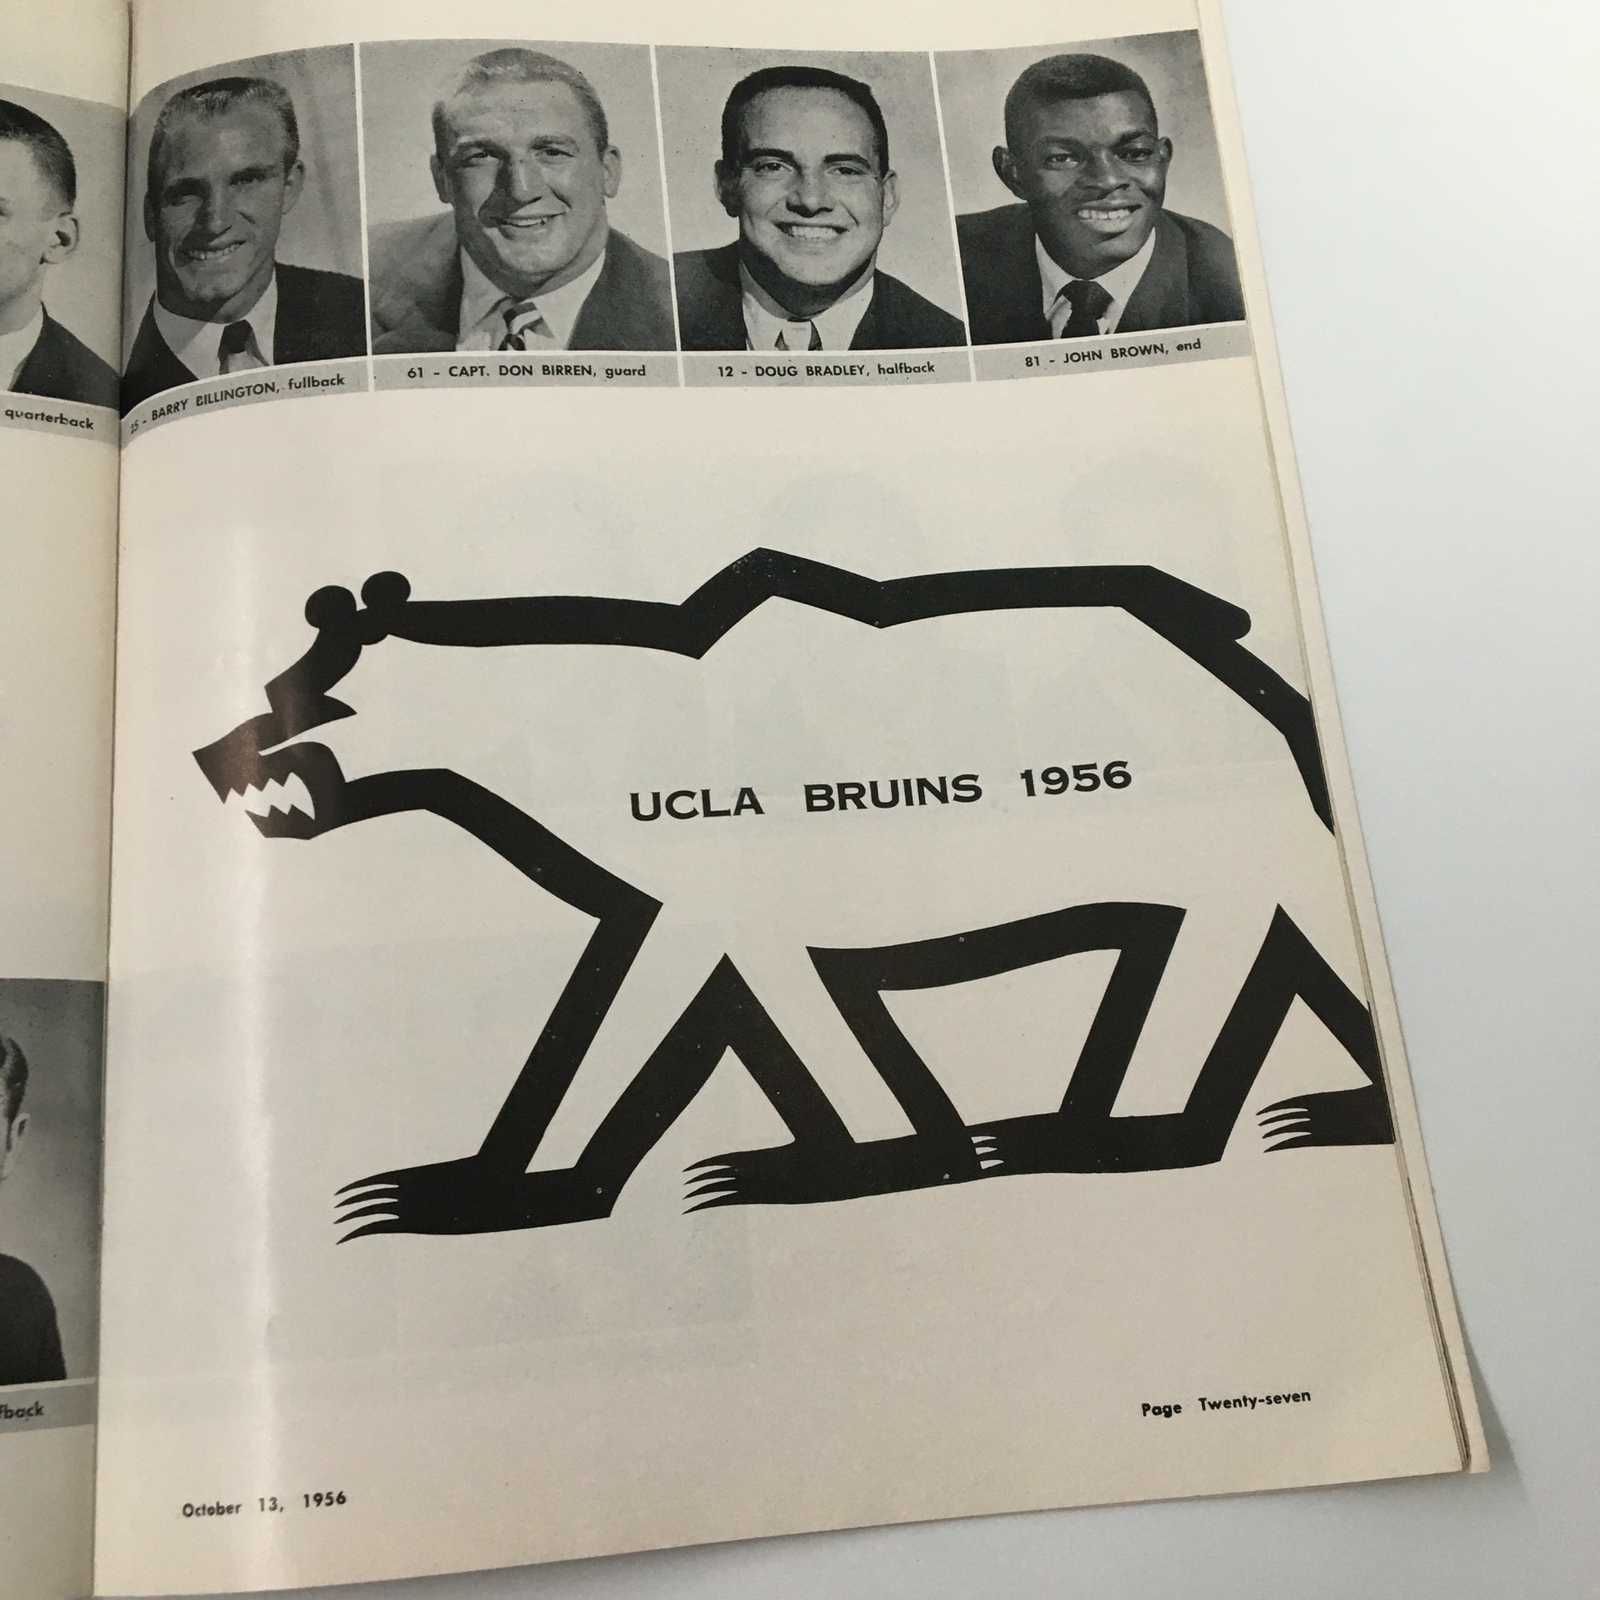 quarterback
25 - BARRY BILLINGTON, fullback
61 - CAPT. DON BIRREN, guard
12 - DOUG BRADLEY, halfback
81 - JOHN BROWN, end
UCLA BRUINS 1956
fback
Page Twenty-seven
October 13, 1956